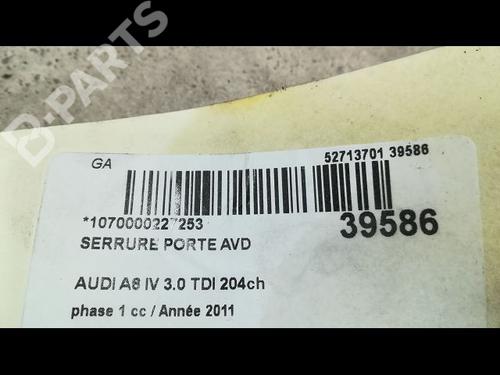 B-PARTS
GA
52713701 39586
*1070000227253
39586
SERRURE PORTE AVD
AUDI A6 IV 3.0 TDI 204ch
phase 1 cc / Année 2011